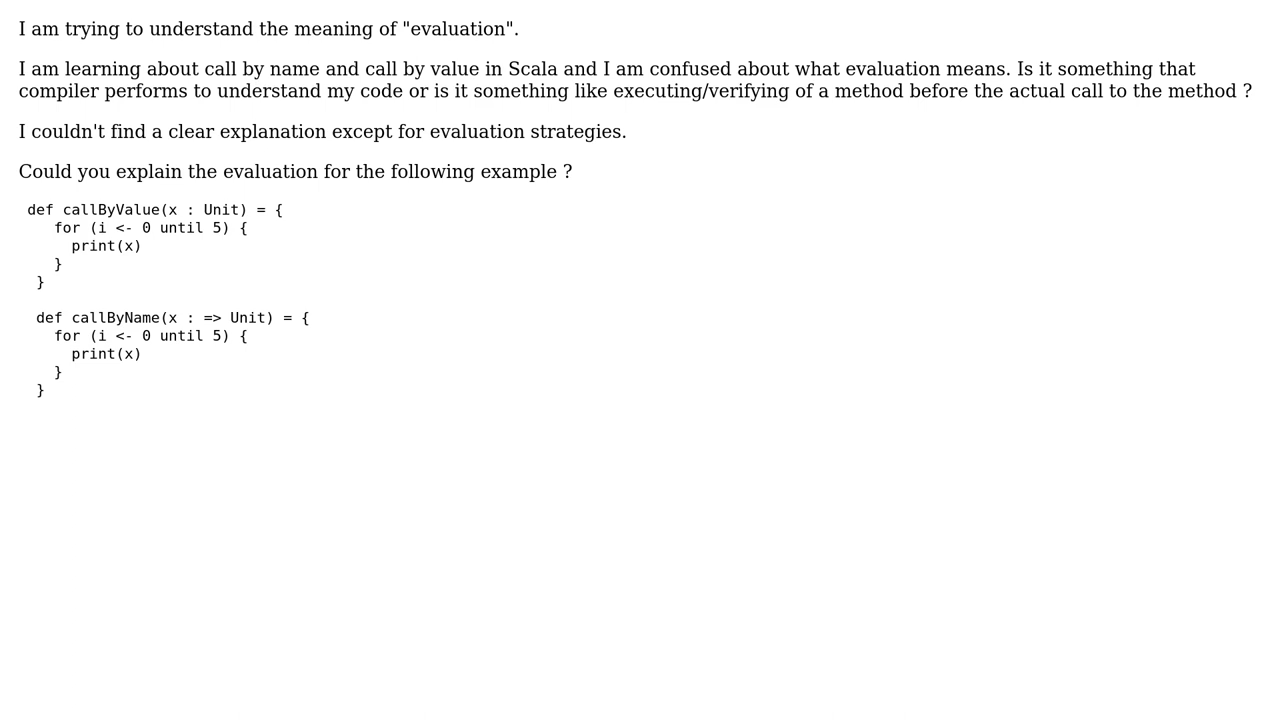 I am trying to understand the meaning of "evaluation".
I am learning about call by name and call by value in Scala and I am confused about what evaluation means. Is it something that
compiler performs to understand my code or is it something like executing/verifying of a method before the actual call to the method ?
I couldn't find a clear explanation except for evaluation strategies.
Could you explain the evaluation for the following example ?
def callByValue(x : Unit) = {
   for (i <- 0 until 5) {
     print(x)
   }
 }
 def callByName(x : => Unit) = {
   for (i <- 0 until 5) {
     print(x)
   }
 }